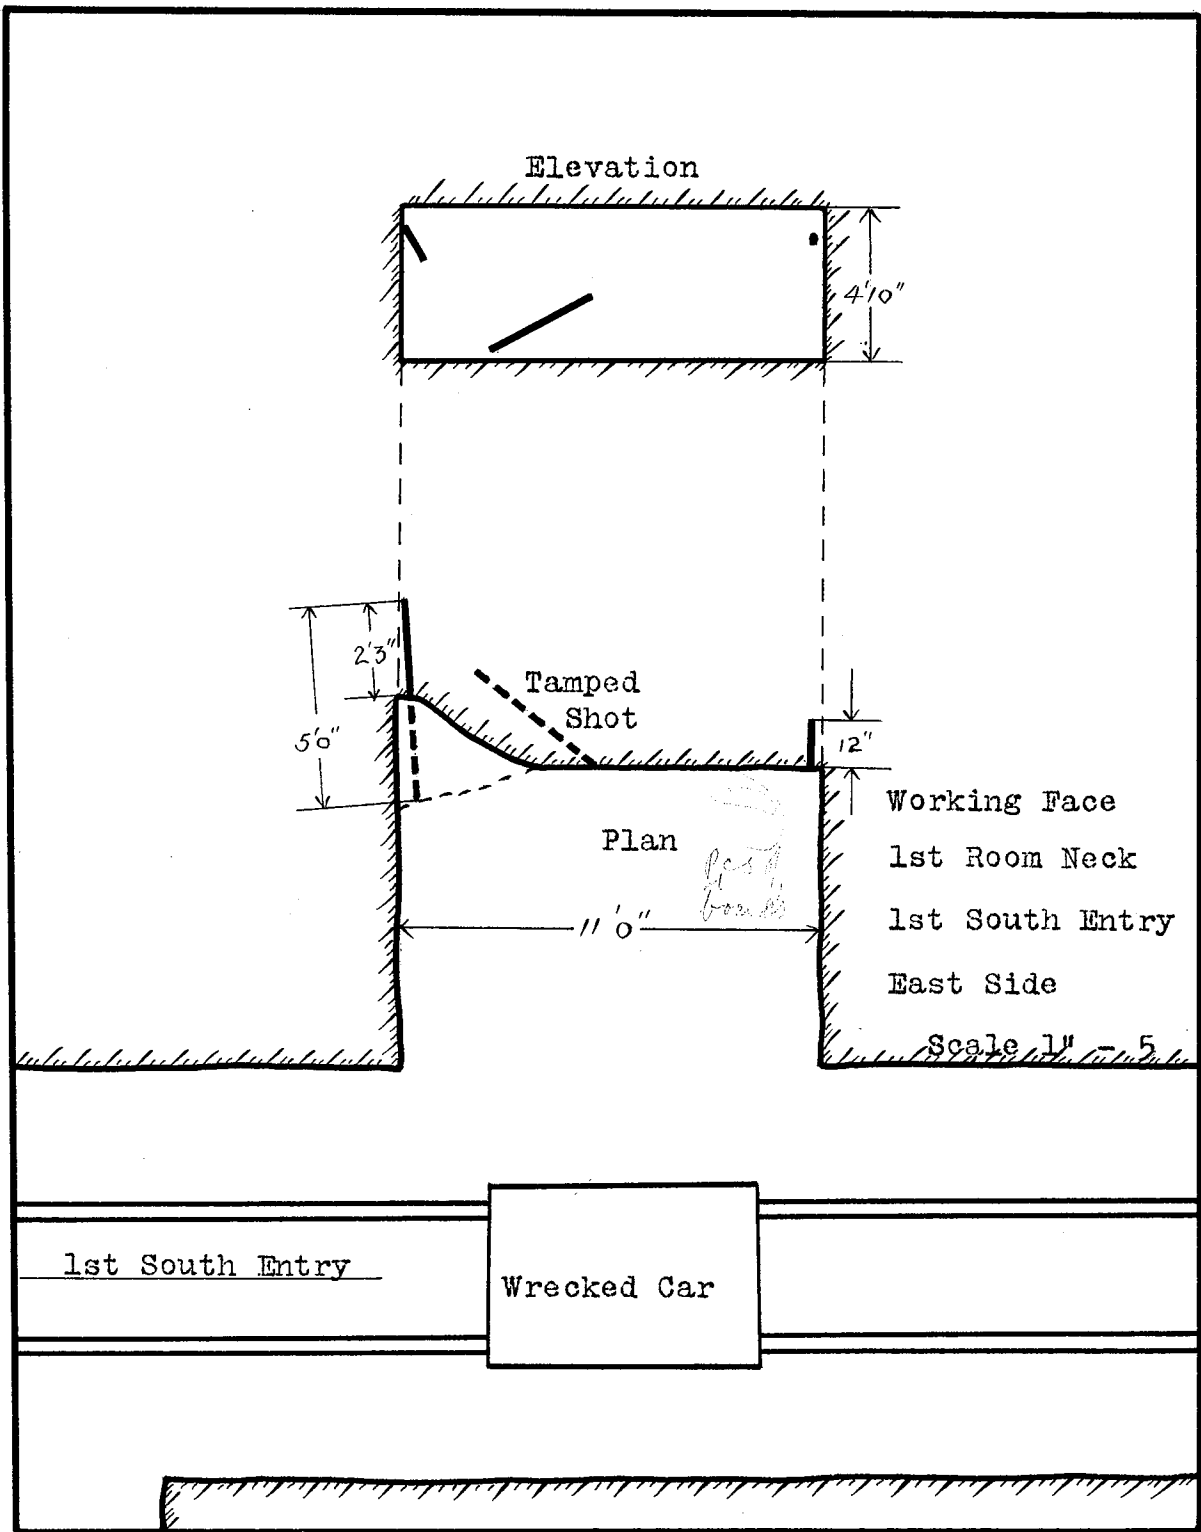 Elevation
4'10"
2'3"
Tamped
Shot
5'0"
12"
Working Face
Plan
1st Room Neck
11'0"
1st South Entry
East Side
Scale 1" - 5
1st South Entry
Wrecked Car